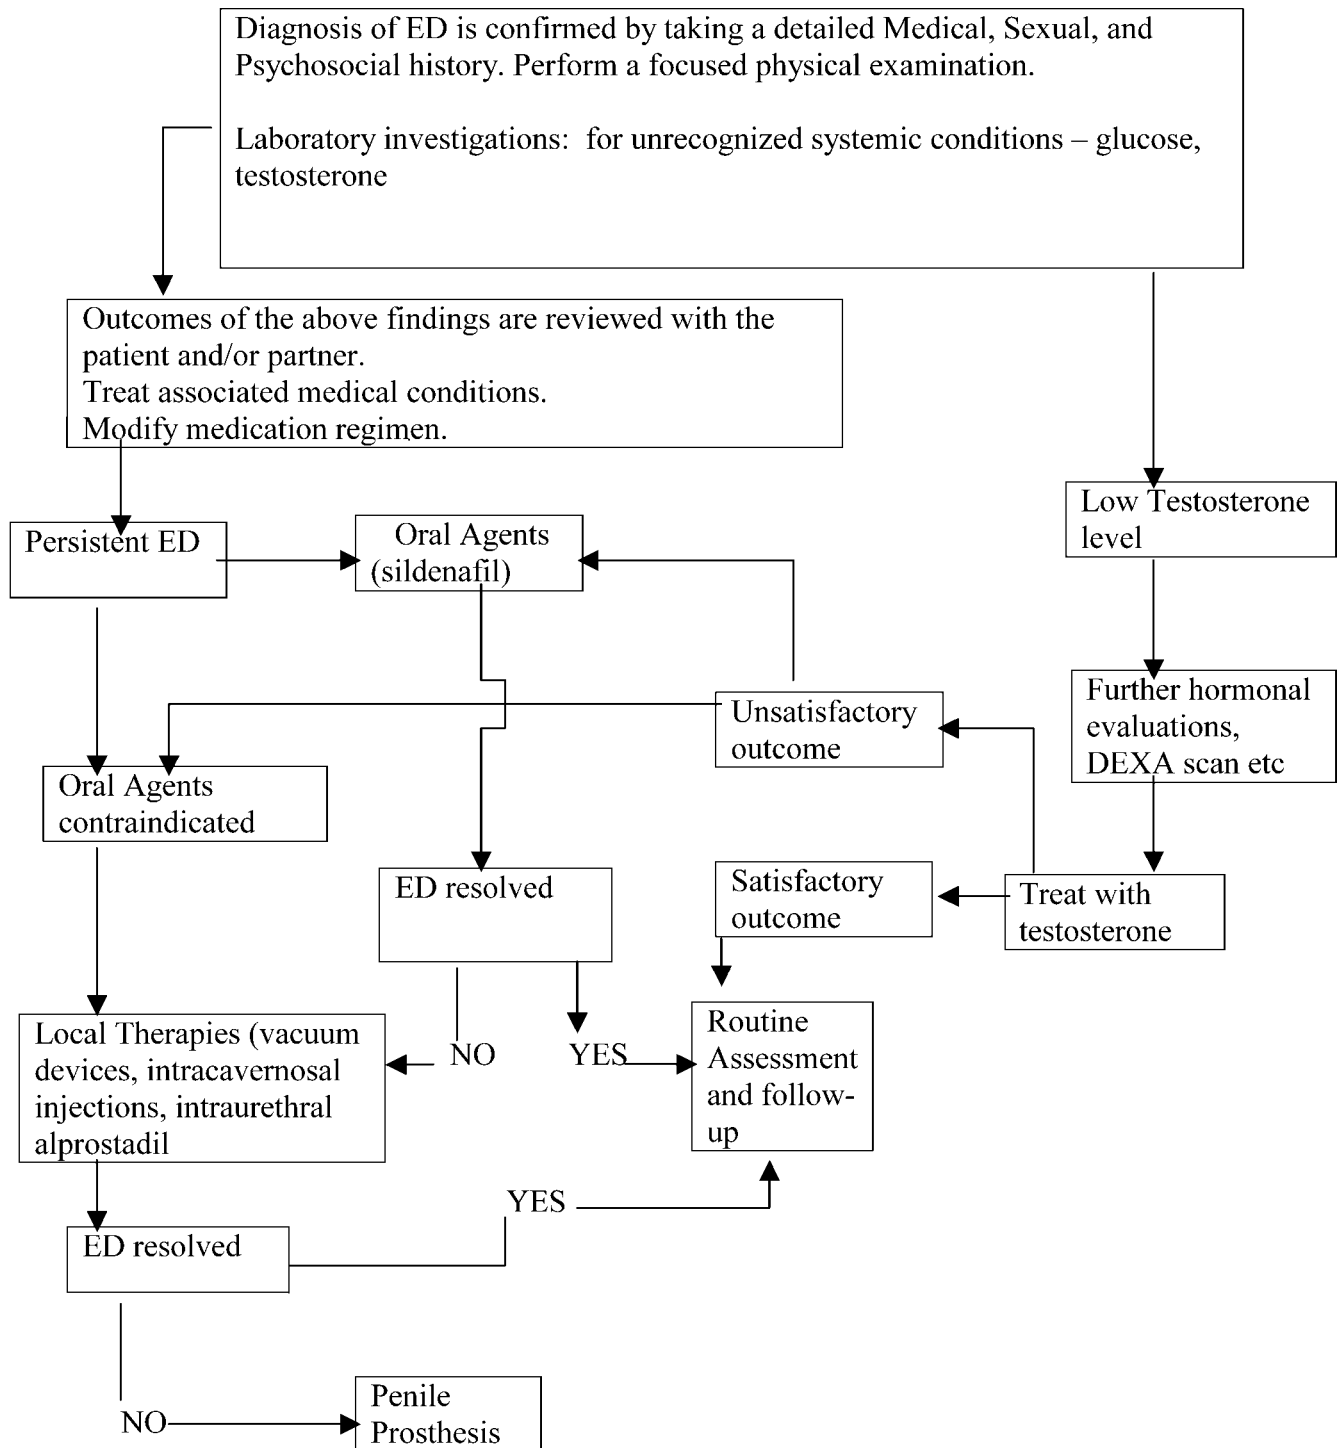 Diagnosis of ED is confirmed by taking a detailed Medical, Sexual, and
Psychosocial history. Perform a focused physical examination.
Laboratory investigations: for unrecognized systemic conditions – glucose,
testosterone
Outcomes of the above findings are reviewed with the
patient and/or partner.
Treat associated medical conditions.
Modify medication regimen.
Low Testosterone
level
Persistent ED
Oral Agents
(sildenafil)
Further hormonal
evaluations,
DEXA scan etc
Unsatisfactory
outcome
Oral Agents
contraindicated
ED resolved
Satisfactory
outcome
Treat with
testosterone
Local Therapies (vacuum
devices, intracavernosal
injections, intraurethral
alprostadil
NO
YES
Routine
Assessment
and follow-
up
YES
ED resolved
NO
Penile
Prosthesis